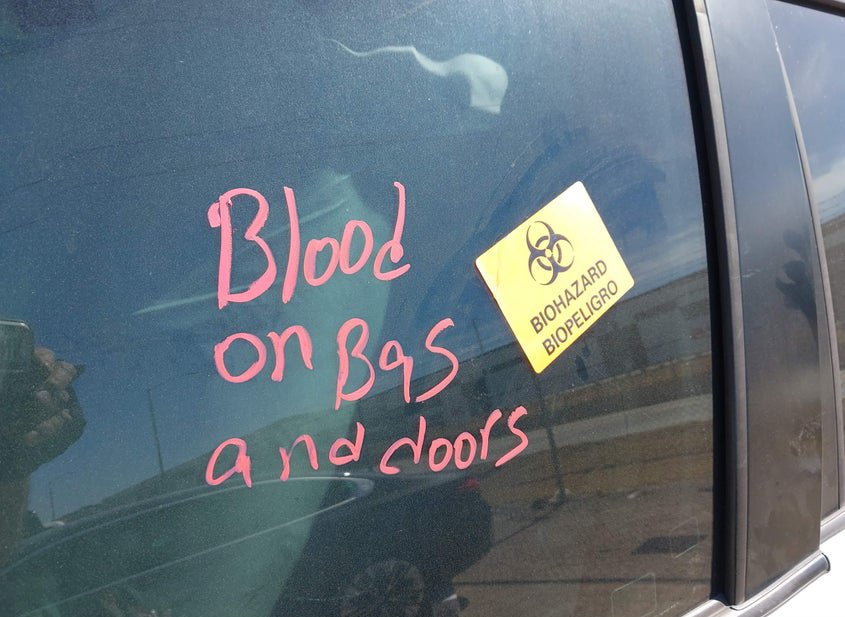 Blood
on Bags
and doors
BIOHAZARD
BIOPELIGRO